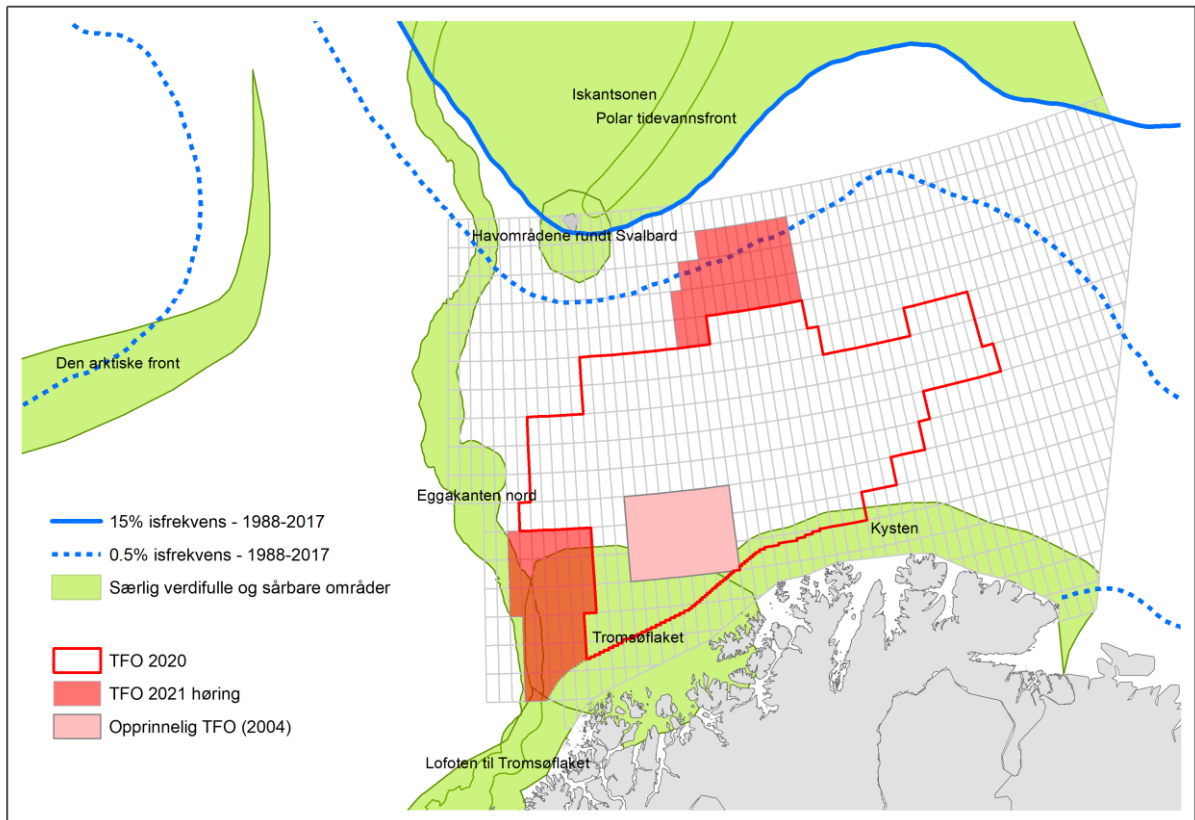 Iskantsonen
Polar tidevannsfront
Havområdene rundt Svalbard
Den arktiske front
Eggakanten nord
Kysten
Tromsøflaket
Lofoten til Tromsøflaket
15% isfrekvens - 1988-2017
0.5% isfrekvens - 1988-2017
Særlig verdifulle og sårbare områder
TFO 2020
TFO 2021 høring
Opprinnelig TFO (2004)